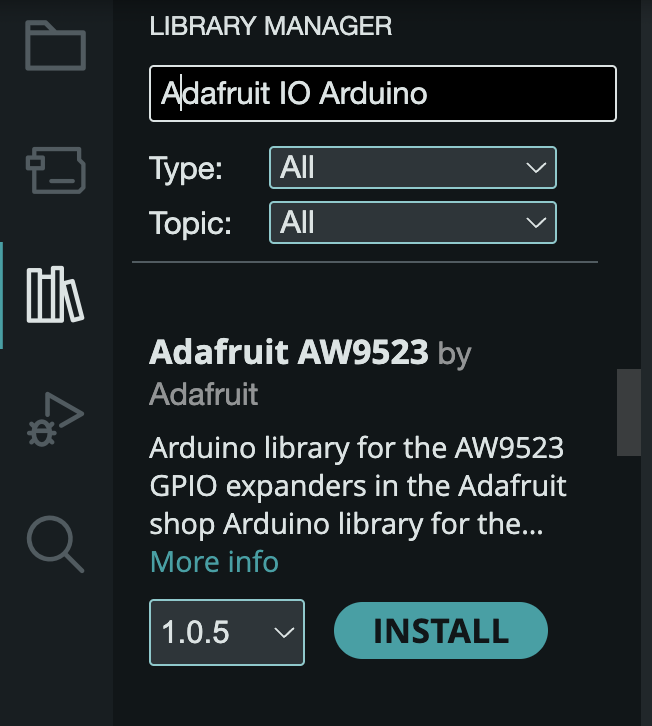 LIBRARY MANAGER
Adafruit IO Arduino
Type: All
Topic: All
Adafruit AW9523 by
Adafruit
Arduino library for the AW9523
GPIO expanders in the Adafruit
shop Arduino library for the...
More info
1.0.5 INSTALL